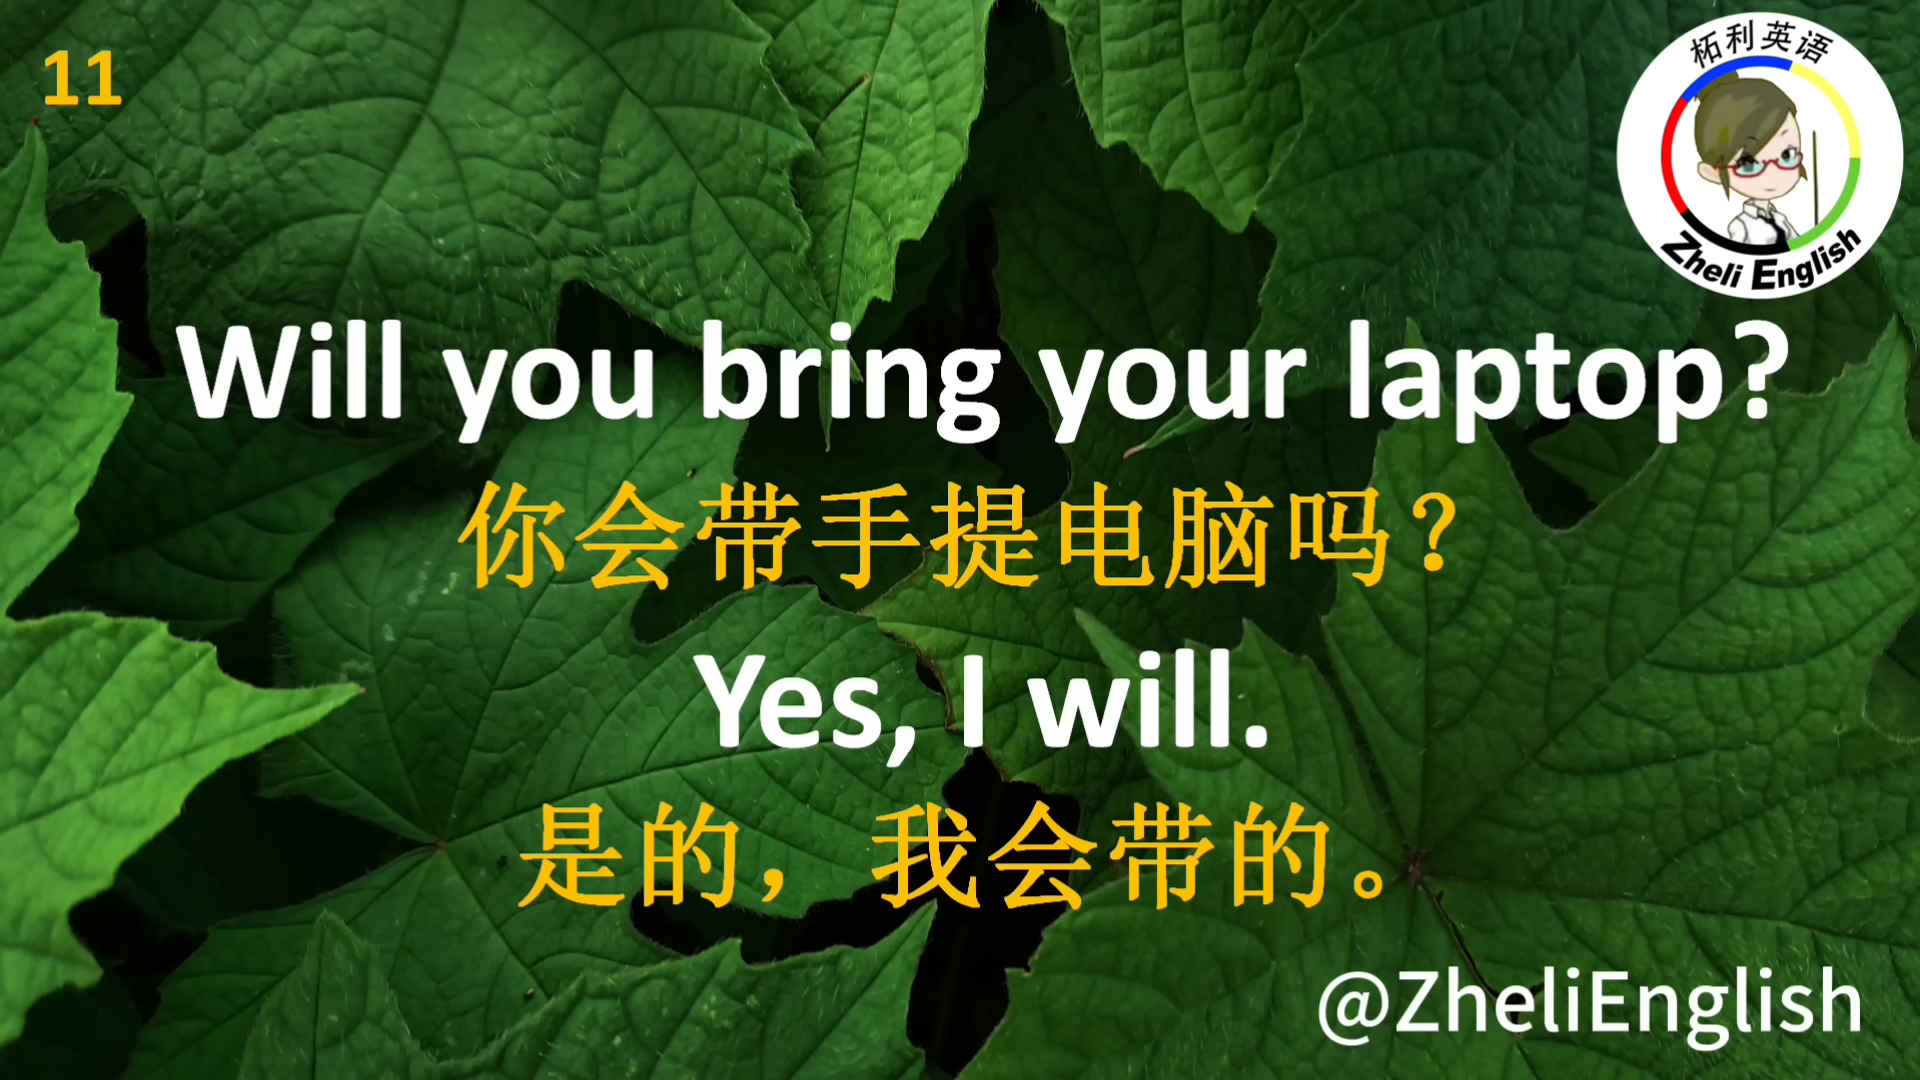 11
柘利英语
Zheli English
Will you bring your laptop?
你会带手提电脑吗？
Yes, I will.
是的，我会带的。
@ZheliEnglish